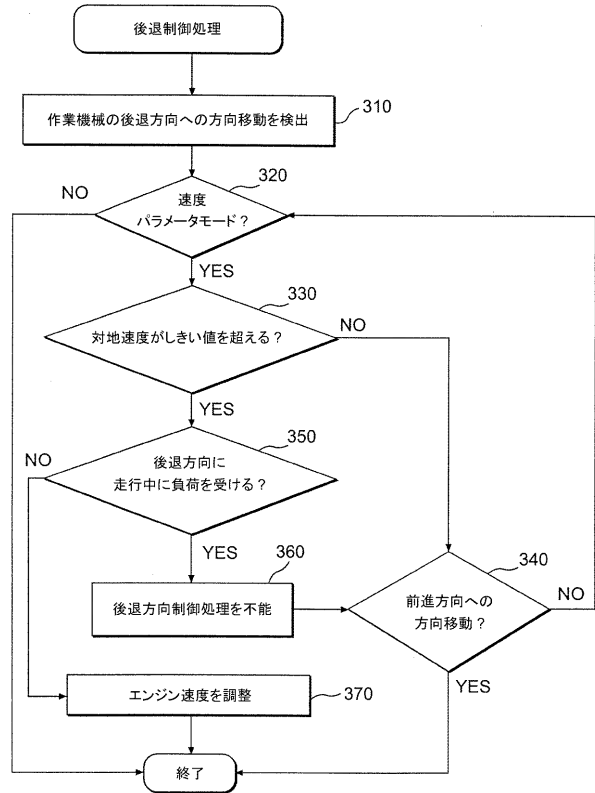 後退制御処理
作業機械の後退方向への方向移動を検出
310
320
NO
速度
パラメータモード?
YES
330
対地速度がしきい値を超える?
NO
YES
350
NO
後退方向に
走行中に負荷を受ける?
YES
360
340
後退方向制御処理を不能
前進方向への
方向移動?
NO
YES
エンジン速度を調整
370
終了